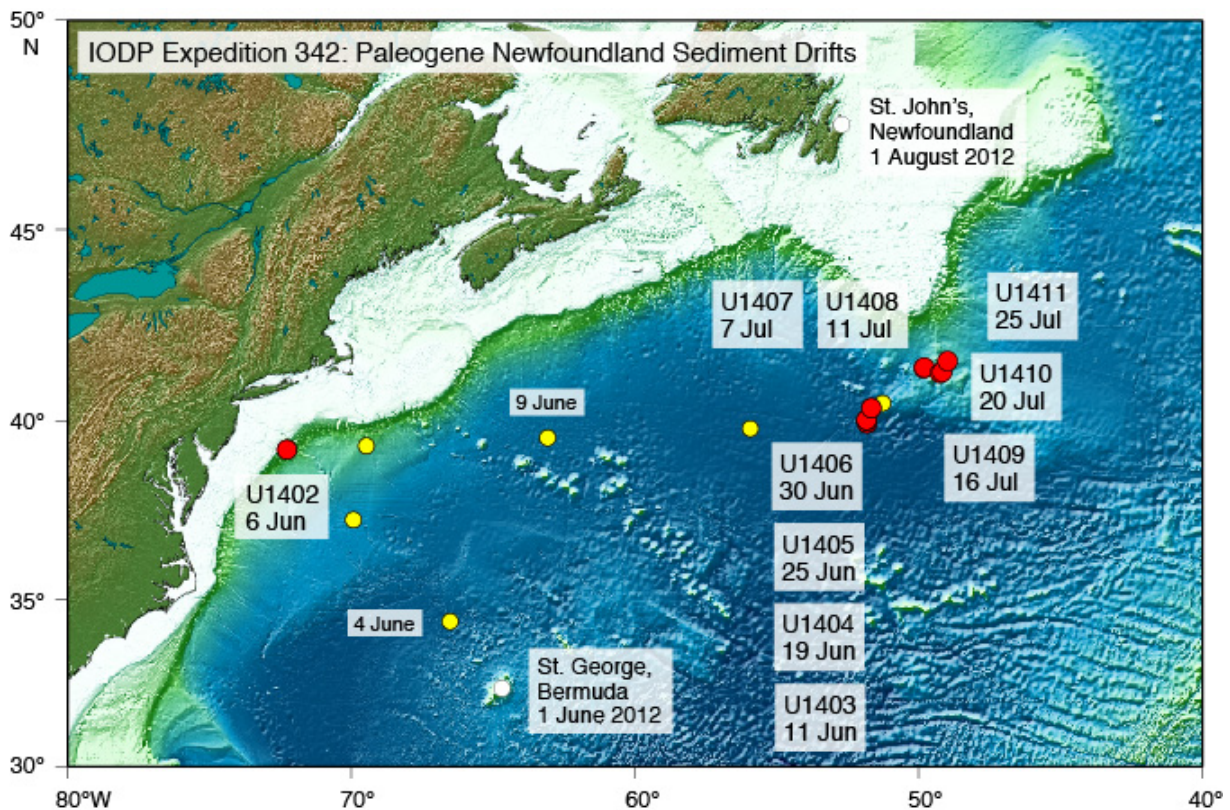 50°
N
IODP Expedition 342: Paleogene Newfoundland Sediment Drifts
St. John’s,
Newfoundland
1 August 2012
45°
U1407
7 Jul
U1408
11 Jul
U1411
25 Jul
U1410
20 Jul
40°
9 June
U1409
16 Jul
U1406
30 Jun
U1402
6 Jun
U1405
25 Jun
35°
4 June
U1404
19 Jun
St. George,
Bermuda
1 June 2012
U1403
11 Jun
30°
80°W
70°
60°
50°
40°